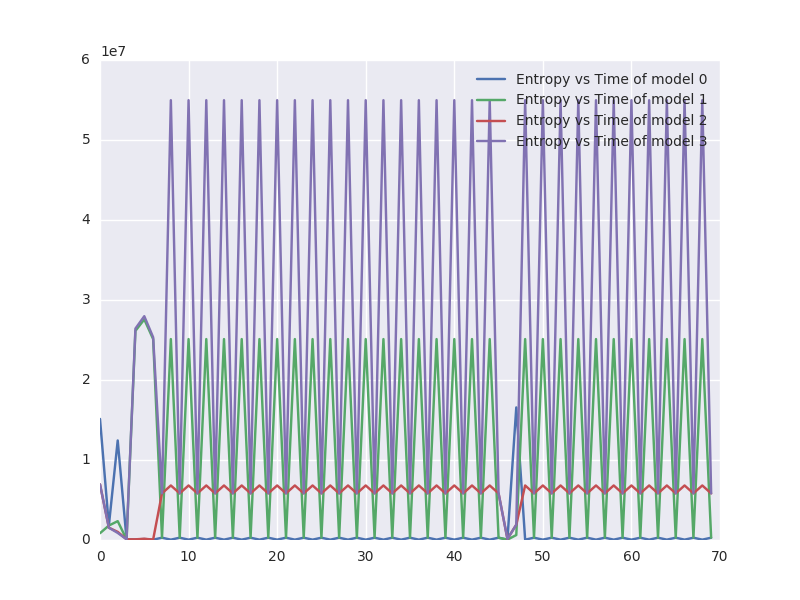 1e7
6
5
4
3
2
1
0
0 10 20 30 40 50 60 70
Entropy vs Time of model 0
Entropy vs Time of model 1
Entropy vs Time of model 2
Entropy vs Time of model 3